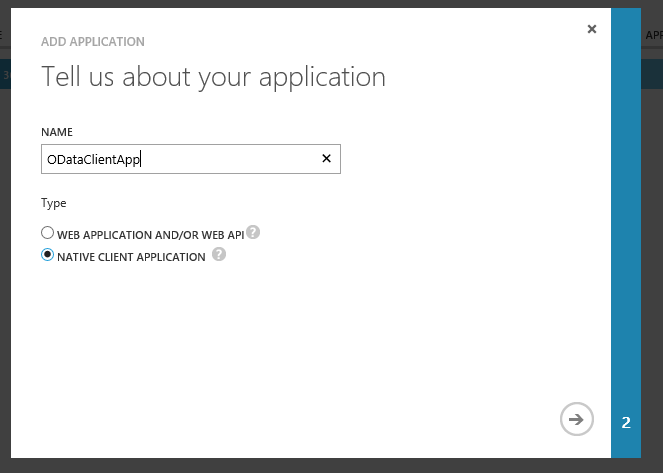 ADD APPLICATION
Tell us about your application
NAME
ODataClientApp
Type
WEB APPLICATION AND/OR WEB API ?
NATIVE CLIENT APPLICATION ?
2